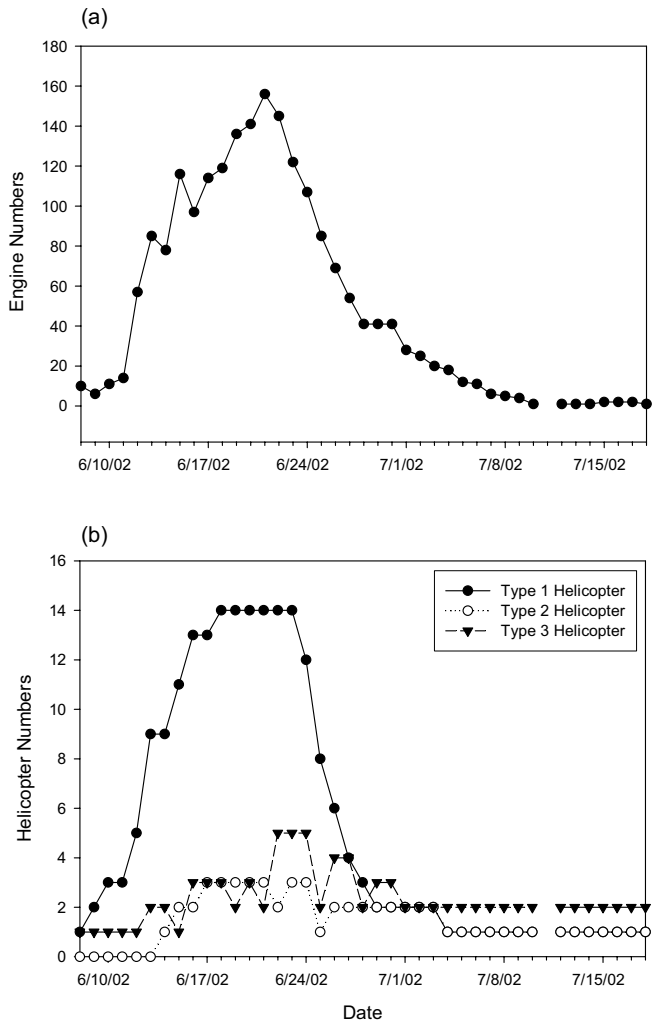 (a)
180
160
140
120
100
80
60
40
20
0
Engine Numbers
6/10/02 6/17/02 6/24/02 7/1/02 7/8/02 7/15/02
(b)
16
14
12
10
8
6
4
2
0
Helicopter Numbers
Type 1 Helicopter
Type 2 Helicopter
Type 3 Helicopter
6/10/02 6/17/02 6/24/02 7/1/02 7/8/02 7/15/02
Date